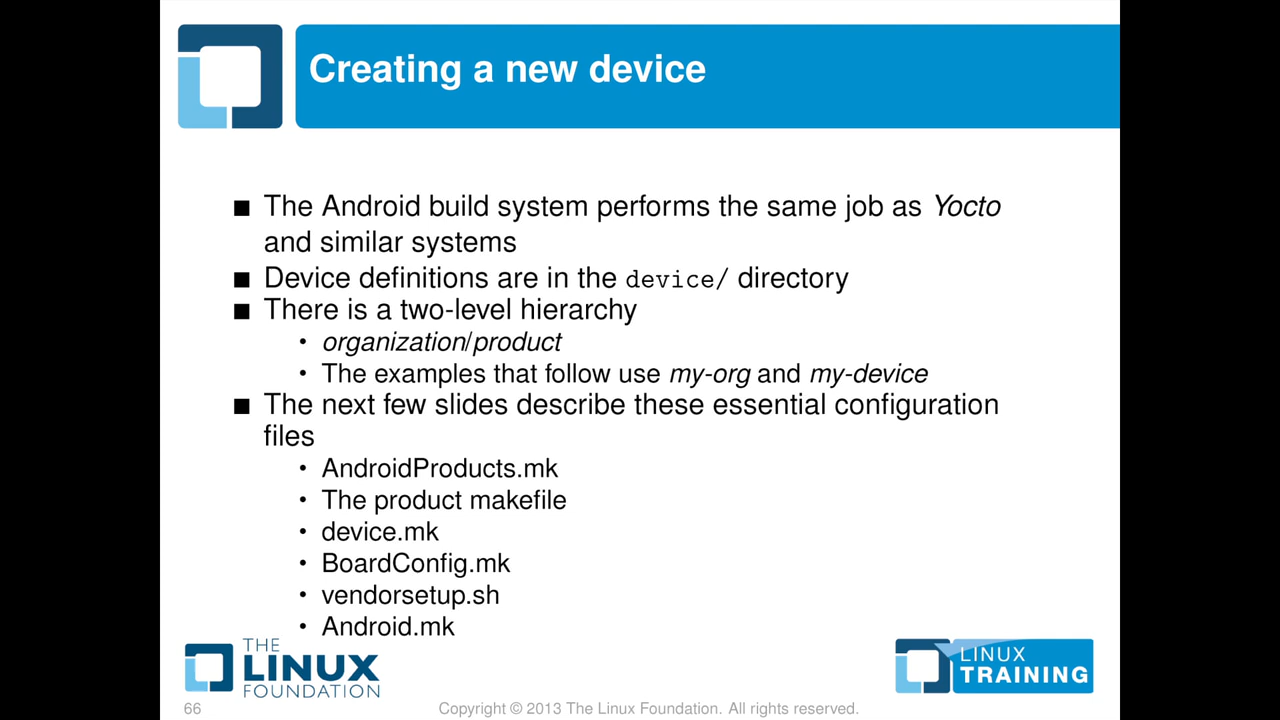 Creating a new device
■ The Android build system performs the same job as Yocto
and similar systems
■ Device definitions are in the device/ directory
■ There is a two-level hierarchy
• organization/product
• The examples that follow use my-org and my-device
■ The next few slides describe these essential configuration
files
• AndroidProducts.mk
• The product makefile
• device.mk
• BoardConfig.mk
• vendorsetup.sh
• Android.mk
THE
LINUX
FOUNDATION
LINUX
TRAINING
66
Copyright © 2013 The Linux Foundation. All rights reserved.